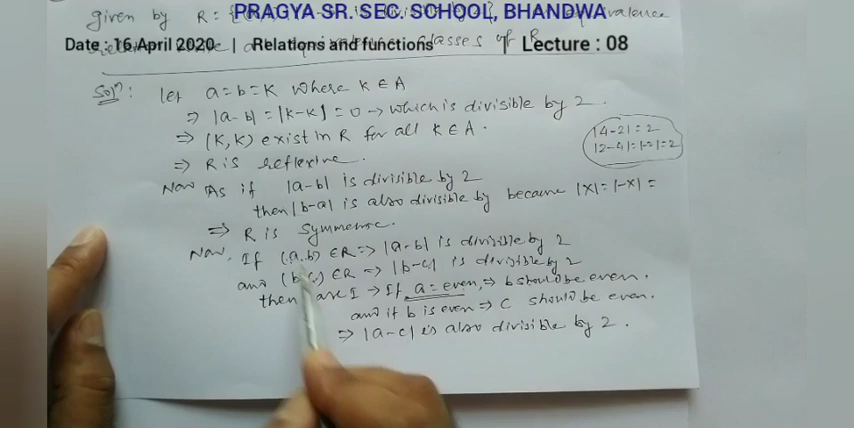 PRAGYA SR. SEC. SCHOOL, BHANDWA
given by R:
Date : 16 April 2020 | Relations and functions | Lecture : 08
classes of R
Solⁿ: let a=b=K where K ∈ A
⇒ |a-b| = |K-K| = 0 → which is divisible by 2.
⇒ (K,K) exist in R for all K ∈ A.
⇒ R is reflexive.
|4-2| = 2
|2-4| = |-2| = 2
Now As if |a-b| is divisible by 2
then |b-a| is also divisible by because |x| = |-x| =
⇒ R is symmetric.
Now. If (a,b) ∈R ⇒ |a-b| is divisible by 2
and (b,c) ∈R ⇒ |b-c| is divisible by 2
then case I → If a = even, ⇒ b should be even.
and if b is even ⇒ c should be even.
⇒ |a-c| is also divisible by 2.